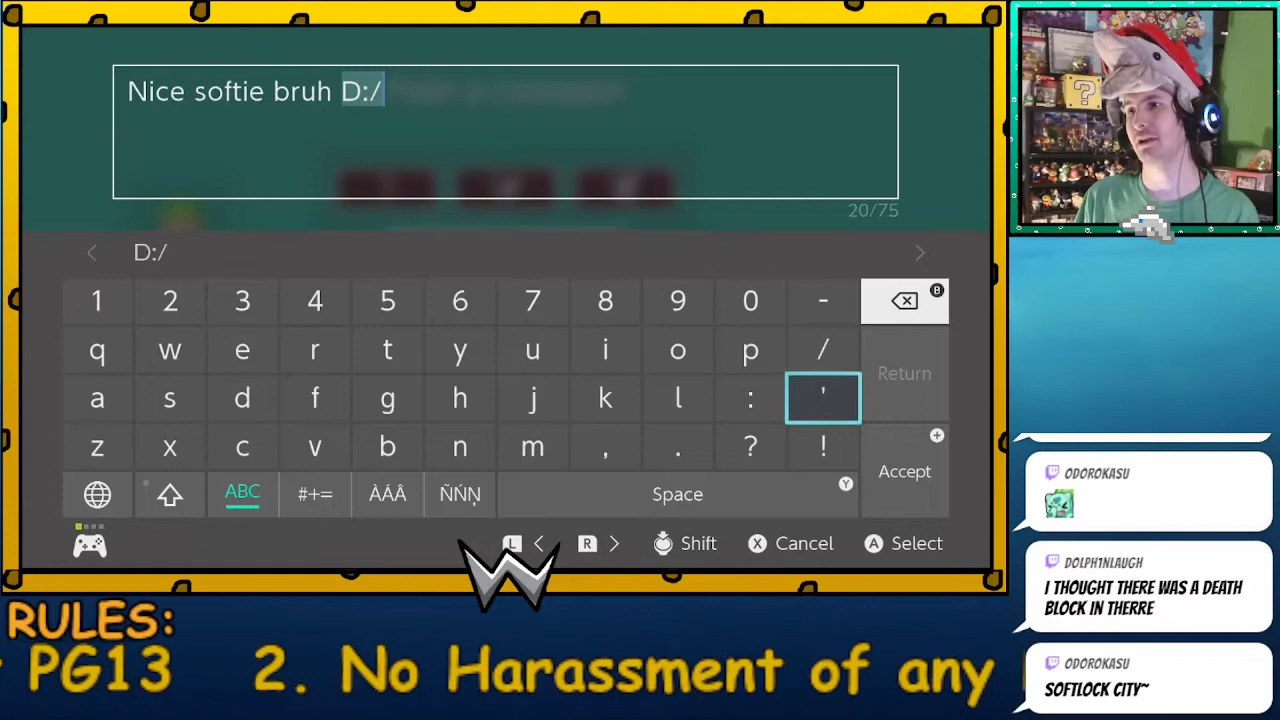 Nice softie bruh D:/
20/75
D:/
1 2 3 4 5 6 7 8 9 0 -
B
q w e r t y u i o p /
Return
a s d f g h j k l : '
z x c v b n m , . ? !
Accept
ABC #+= ÀÁÂ ÑŃŅ Space Y
L R Shift X Cancel A Select
RULES:
PG13 2. No Harassment of any
ODOROKASU
DOLPH1NLAUGH
I THOUGHT THERE WAS A DEATH
BLOCK IN THERRE
ODOROKASU
SOFTLOCK CITY~